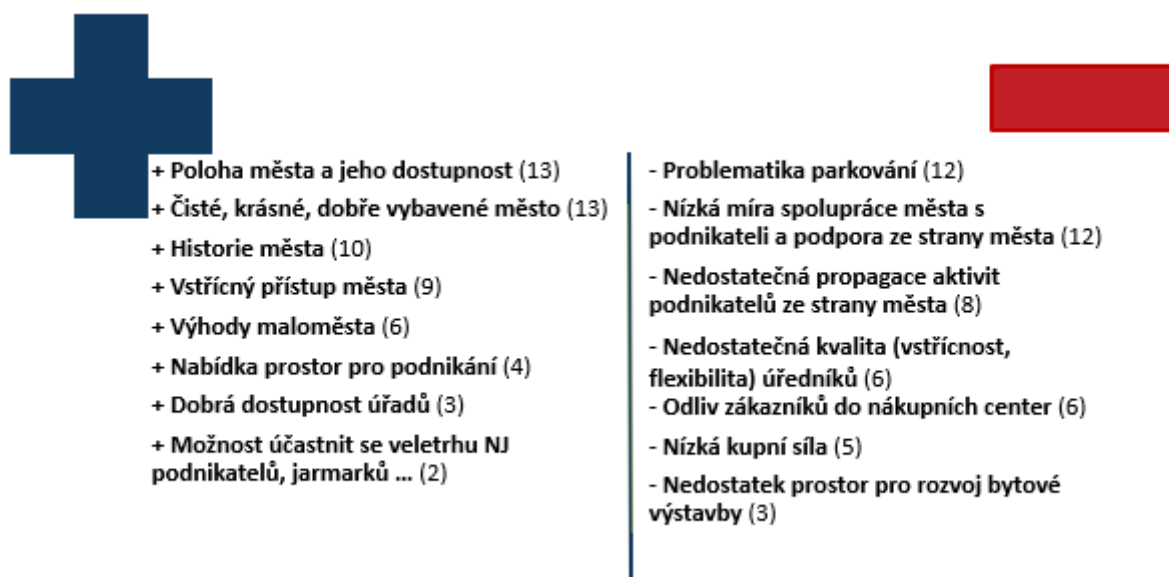 + Poloha města a jeho dostupnost (13)
+ Čisté, krásné, dobře vybavené město (13)
+ Historie města (10)
+ Vstřícný přístup města (9)
+ Výhody maloměsta (6)
+ Nabídka prostor pro podnikání (4)
+ Dobrá dostupnost úřadů (3)
+ Možnost účastnit se veletrhu NJ
podnikatelů, jarmarků ... (2)
- Problematika parkování (12)
- Nízká míra spolupráce města s
podnikateli a podpora ze strany města (12)
- Nedostatečná propagace aktivit
podnikatelů ze strany města (8)
- Nedostatečná kvalita (vstřícnost,
flexibilita) úředníků (6)
- Odliv zákazníků do nákupních center (6)
- Nízká kupní síla (5)
- Nedostatek prostor pro rozvoj bytové
výstavby (3)